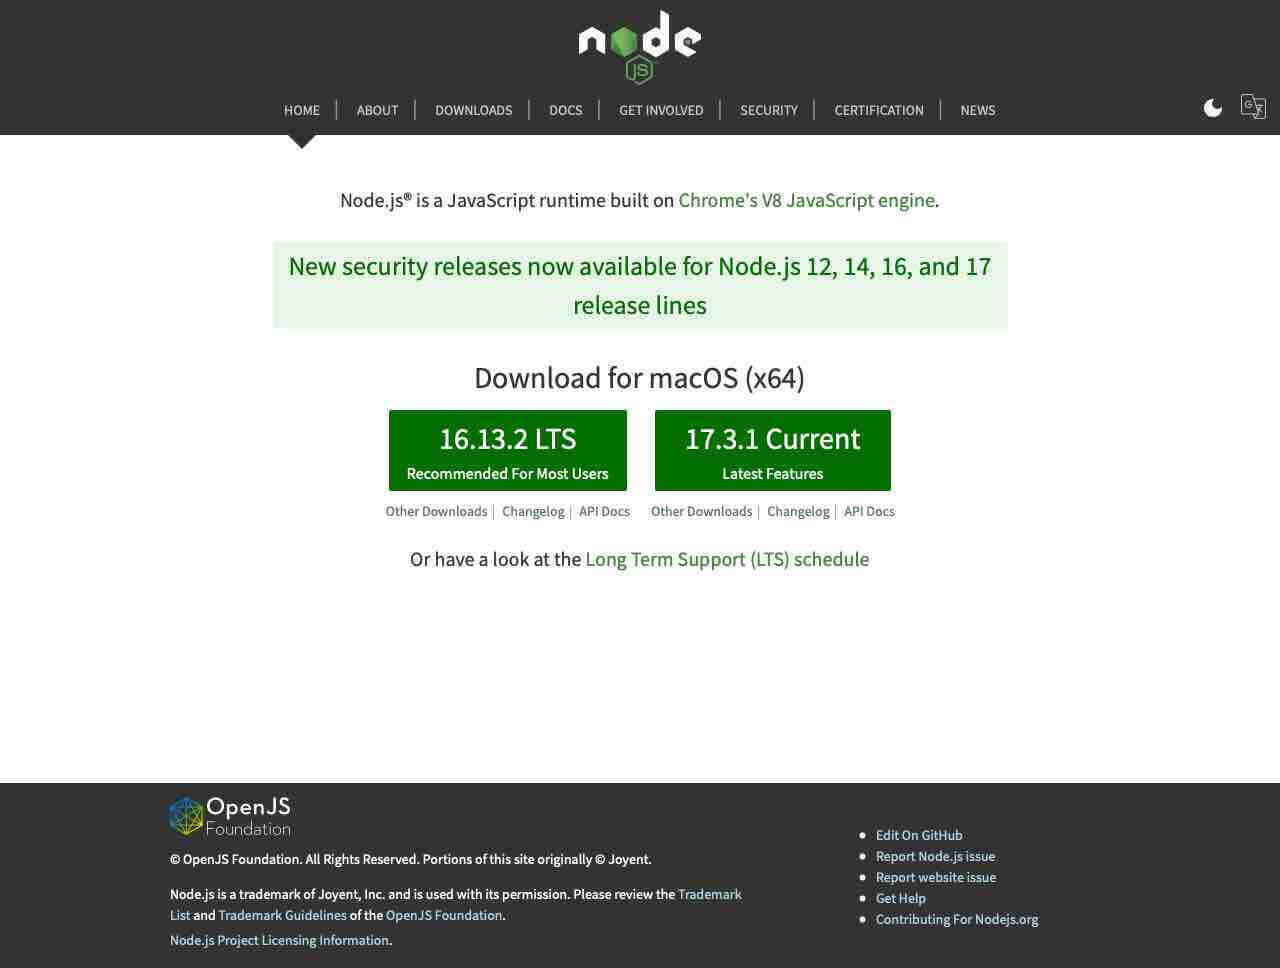 node
JS
HOME | ABOUT | DOWNLOADS | DOCS | GET INVOLVED | SECURITY | CERTIFICATION | NEWS
Node.js® is a JavaScript runtime built on Chrome's V8 JavaScript engine.
New security releases now available for Node.js 12, 14, 16, and 17
release lines
Download for macOS (x64)
16.13.2 LTS
Recommended For Most Users
17.3.1 Current
Latest Features
Other Downloads | Changelog | API Docs
Other Downloads | Changelog | API Docs
Or have a look at the Long Term Support (LTS) schedule
OpenJS
Foundation
© OpenJS Foundation. All Rights Reserved. Portions of this site originally © Joyent.
Node.js is a trademark of Joyent, Inc. and is used with its permission. Please review the Trademark
List and Trademark Guidelines of the OpenJS Foundation.
Node.js Project Licensing Information.
Edit On GitHub
Report Node.js issue
Report website issue
Get Help
Contributing For Nodejs.org